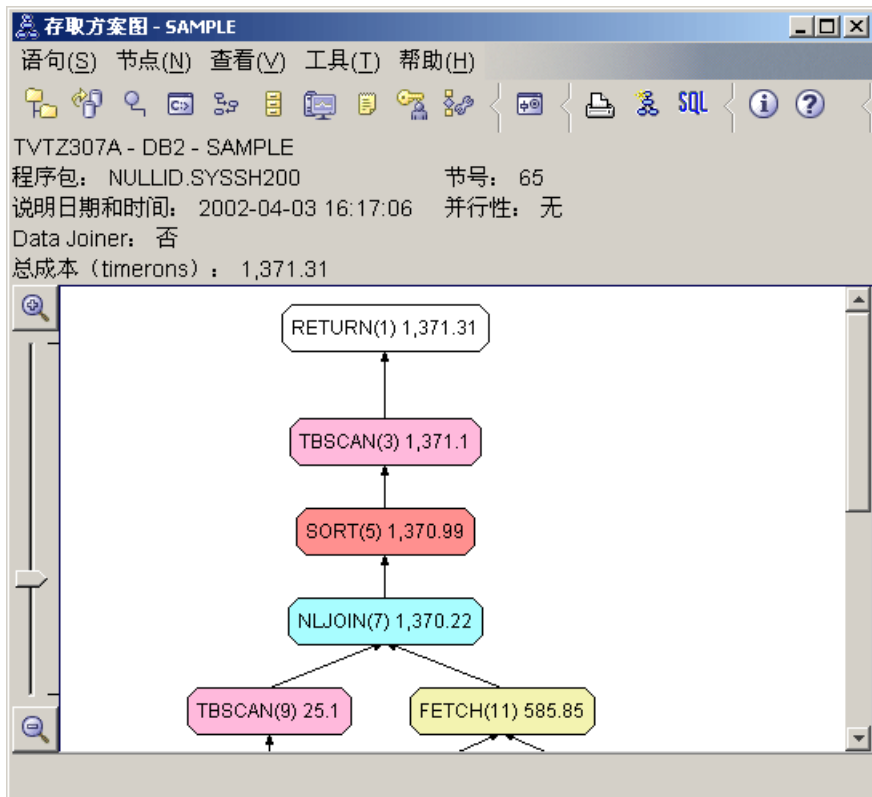 存取方案图 - SAMPLE
语句(S) 节点(N) 查看(V) 工具(T) 帮助(H)
C:> SQL
TVTZ307A - DB2 - SAMPLE
程序包： NULLID.SYSSH200 节号： 65
说明日期和时间： 2002-04-03 16:17:06 并行性： 无
Data Joiner： 否
总成本（timerons）： 1,371.31
RETURN(1) 1,371.31
TBSCAN(3) 1,371.1
SORT(5) 1,370.99
NLJOIN(7) 1,370.22
TBSCAN(9) 25.1 FETCH(11) 585.85